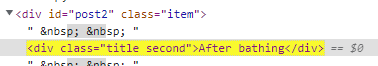 ▼<div id="post2" class="item">
" &nbsp; &nbsp; "
<div class="title second">After bathing</div> == $0
" &nbsp; &nbsp; "